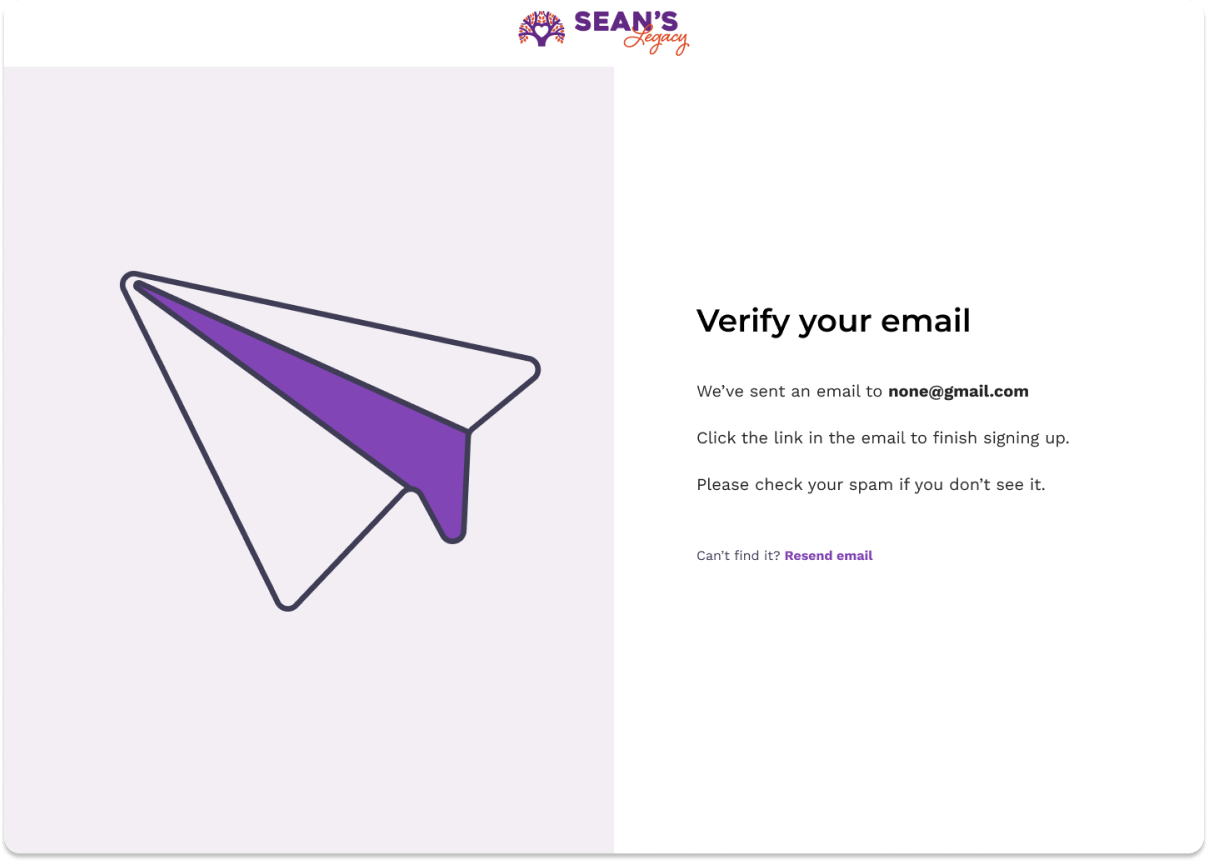 SEAN’S
Legacy
Verify your email
We’ve sent an email to none@gmail.com
Click the link in the email to finish signing up.
Please check your spam if you don’t see it.
Can’t find it? Resend email